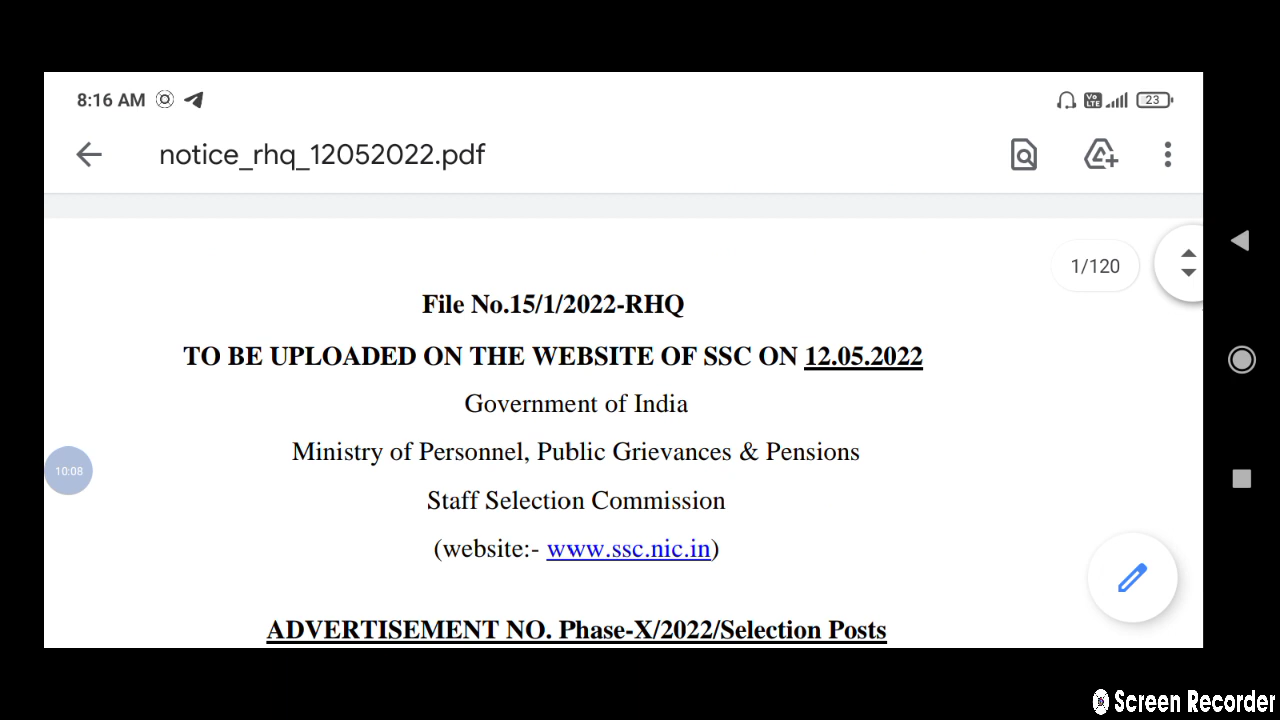 8:16 AM
Vo LTE
23
notice_rhq_12052022.pdf
1/120
File No.15/1/2022-RHQ
TO BE UPLOADED ON THE WEBSITE OF SSC ON 12.05.2022
Government of India
Ministry of Personnel, Public Grievances & Pensions
10:08
Staff Selection Commission
(website:- www.ssc.nic.in)
ADVERTISEMENT NO. Phase-X/2022/Selection Posts
Screen Recorder